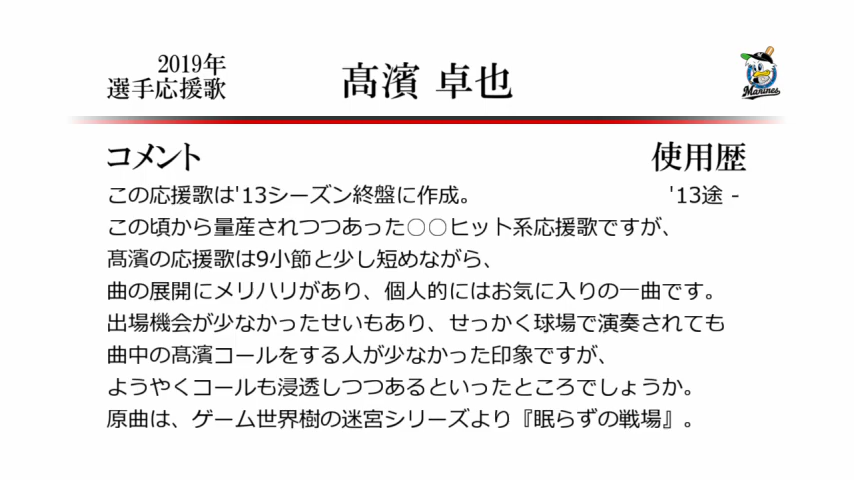 2019年
選手応援歌
髙濱 卓也
Marines
コメント
使用歴
この応援歌は'13シーズン終盤に作成。
'13途 -
この頃から量産されつつあった○○ヒット系応援歌ですが、
髙濱の応援歌は9小節と少し短めながら、
曲の展開にメリハリがあり、個人的にはお気に入りの一曲です。
出場機会が少なかったせいもあり、せっかく球場で演奏されても
曲中の髙濱コールをする人が少なかった印象ですが、
ようやくコールも浸透しつつあるといったところでしょうか。
原曲は、ゲーム世界樹の迷宮シリーズより『眠らずの戦場』。